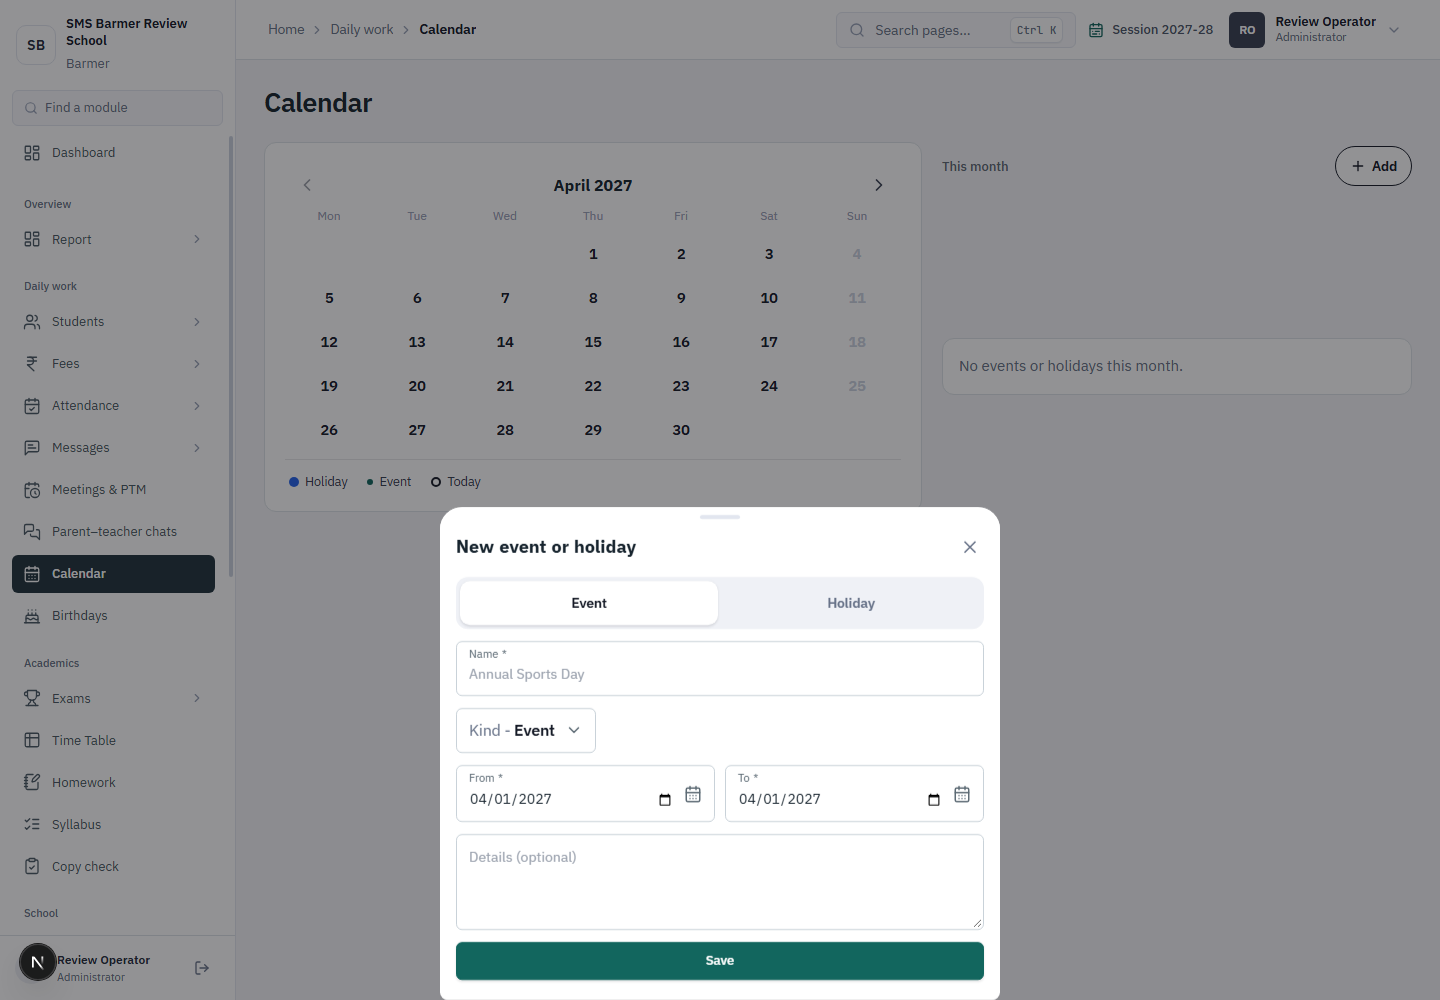 SMS Barmer Review
School
SB
Barmer
Find a module
Dashboard
Overview
Report
Daily work
Students
Fees
Attendance
Messages
Meetings & PTM
Parent–teacher chats
Calendar
Birthdays
Academics
Exams
Time Table
Homework
Syllabus
Copy check
School
N
Review Operator
Administrator
Home Daily work Calendar
Search pages... Ctrl K
Session 2027-28
RO
Review Operator
Administrator
Calendar
April 2027
Mon Tue Wed Thu Fri Sat Sun
1 2 3 4
5 6 7 8 9 10 11
12 13 14 15 16 17 18
19 20 21 22 23 24 25
26 27 28 29 30
Holiday Event Today
This month
+ Add
No events or holidays this month.
New event or holiday
Event Holiday
Name *
Annual Sports Day
Kind - Event
From * To *
04/01/2027 04/01/2027
Details (optional)
Save